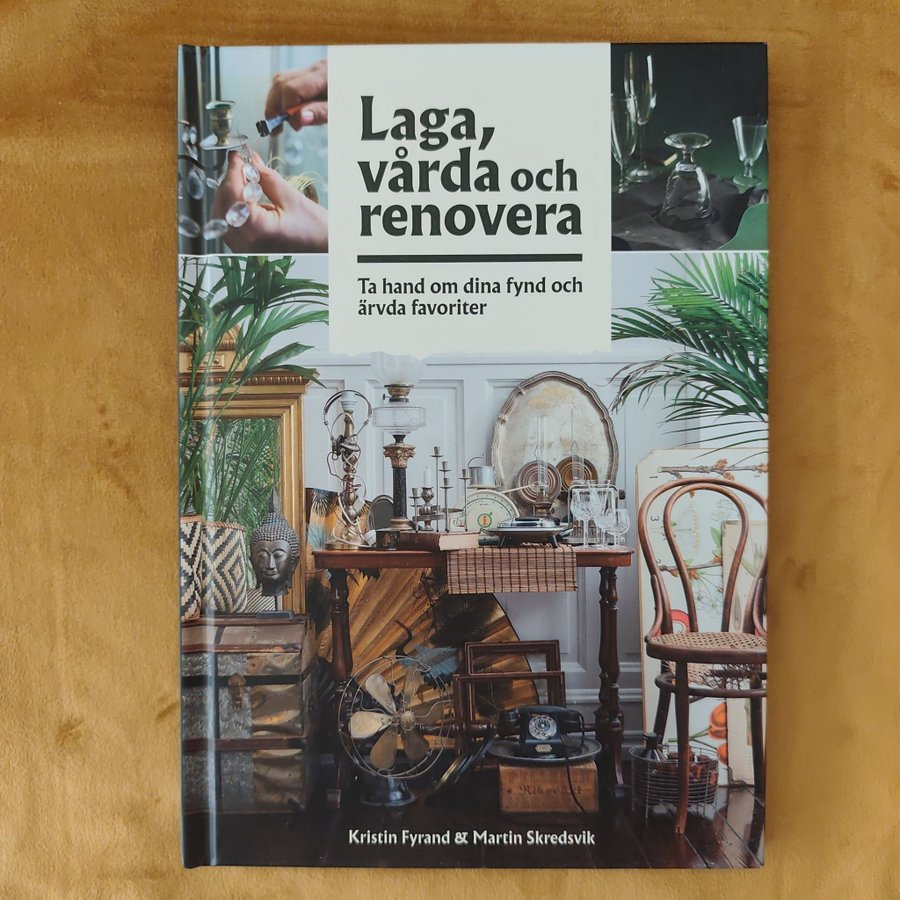 Laga,
vårda och
renovera
Ta hand om dina fynd och
ärvda favoriter
Kristin Fyrand & Martin Skredsvik